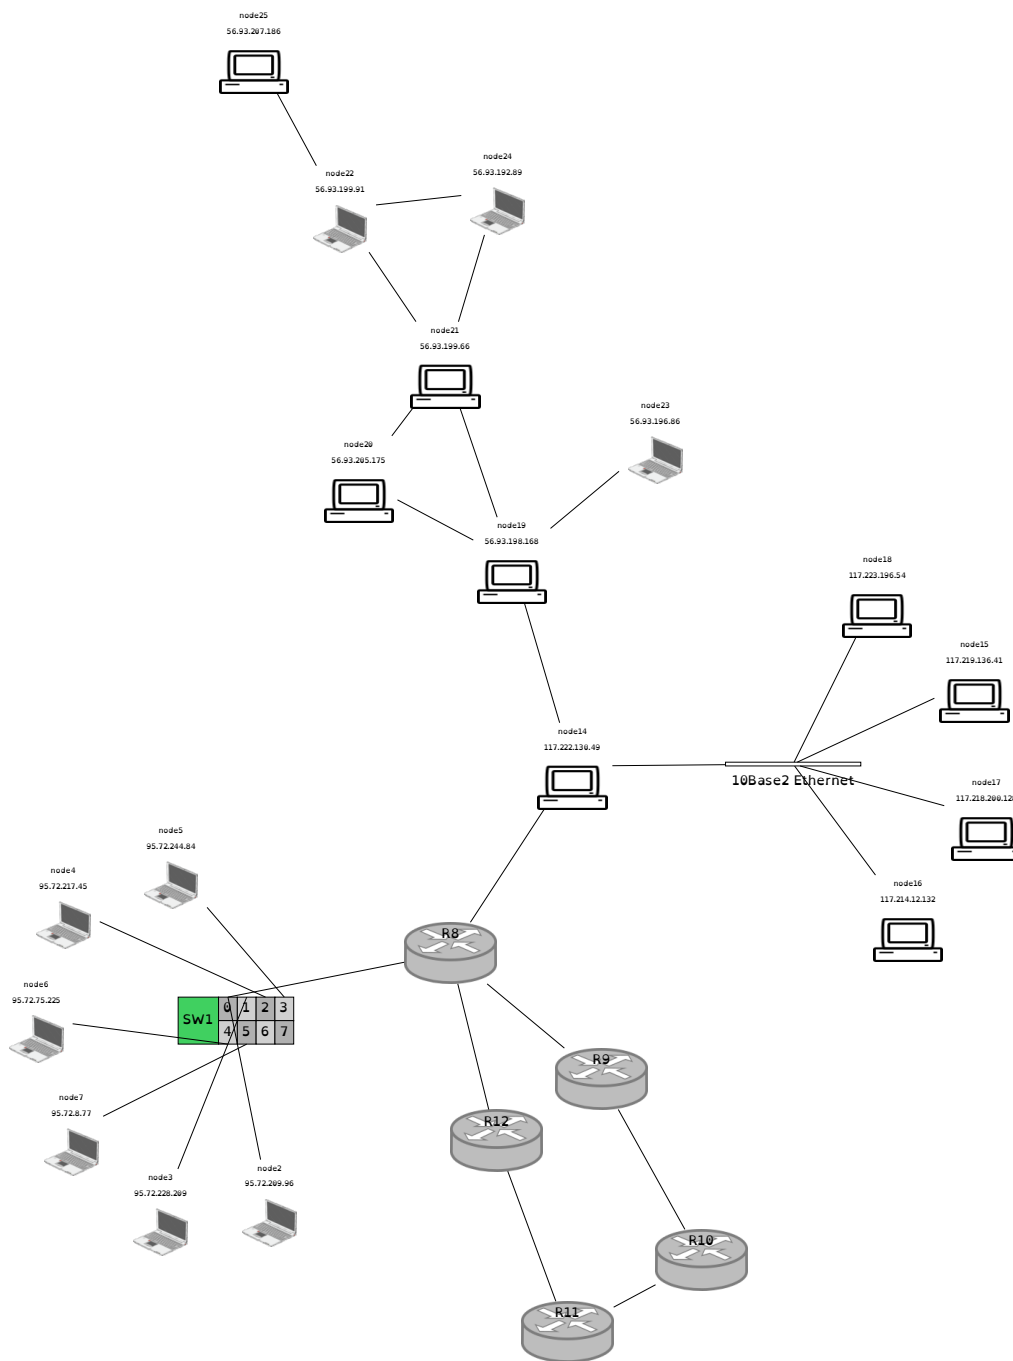 node25
56.93.207.186
node24
56.93.192.89
node22
56.93.199.91
node21
56.93.199.66
node23
56.93.196.86
node20
56.93.205.175
node19
56.93.198.168
node18
117.223.196.54
node15
117.219.136.41
node14
117.222.130.49
10Base2 Ethernet
node17
117.218.200.128
node5
95.72.244.84
node4
95.72.217.45
node16
117.214.12.132
R8
node6
95.72.75.225
SW1
0 1 2 3
4 5 6 7
R9
node7
95.72.8.77
R12
node2
95.72.209.96
node3
95.72.228.209
R10
R11